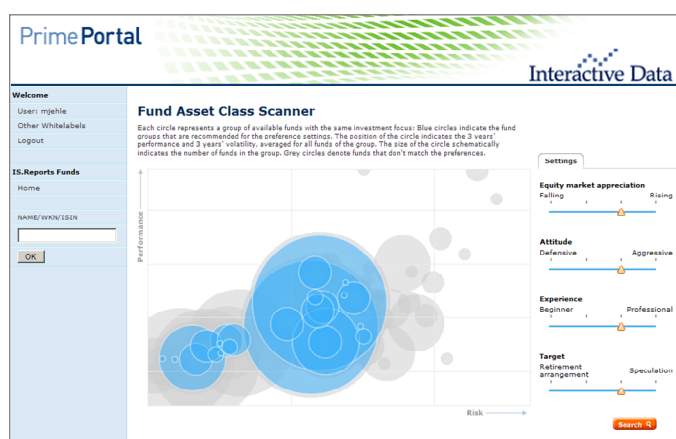 PrimePortal
Interactive Data
Welcome
User: mjehle
Other Whitelabels
Logout
IS.Reports Funds
Home
NAME/WKN/ISIN
OK
Fund Asset Class Scanner
Each circle represents a group of available funds with the same investment focus: Blue circles indicate the fund
groups that are recommended for the preference settings. The position of the circle indicates the 3 years'
performance and 3 years' volatility, averaged for all funds of the group. The size of the circle schematically
indicates the number of funds in the group. Grey circles denote funds that don't match the preferences.
Performance
Risk
Settings
Equity market appreciation
Falling Rising
Attitude
Defensive Aggressive
Experience
Beginner Professional
Target
Retirement
arrangement Speculation
Search